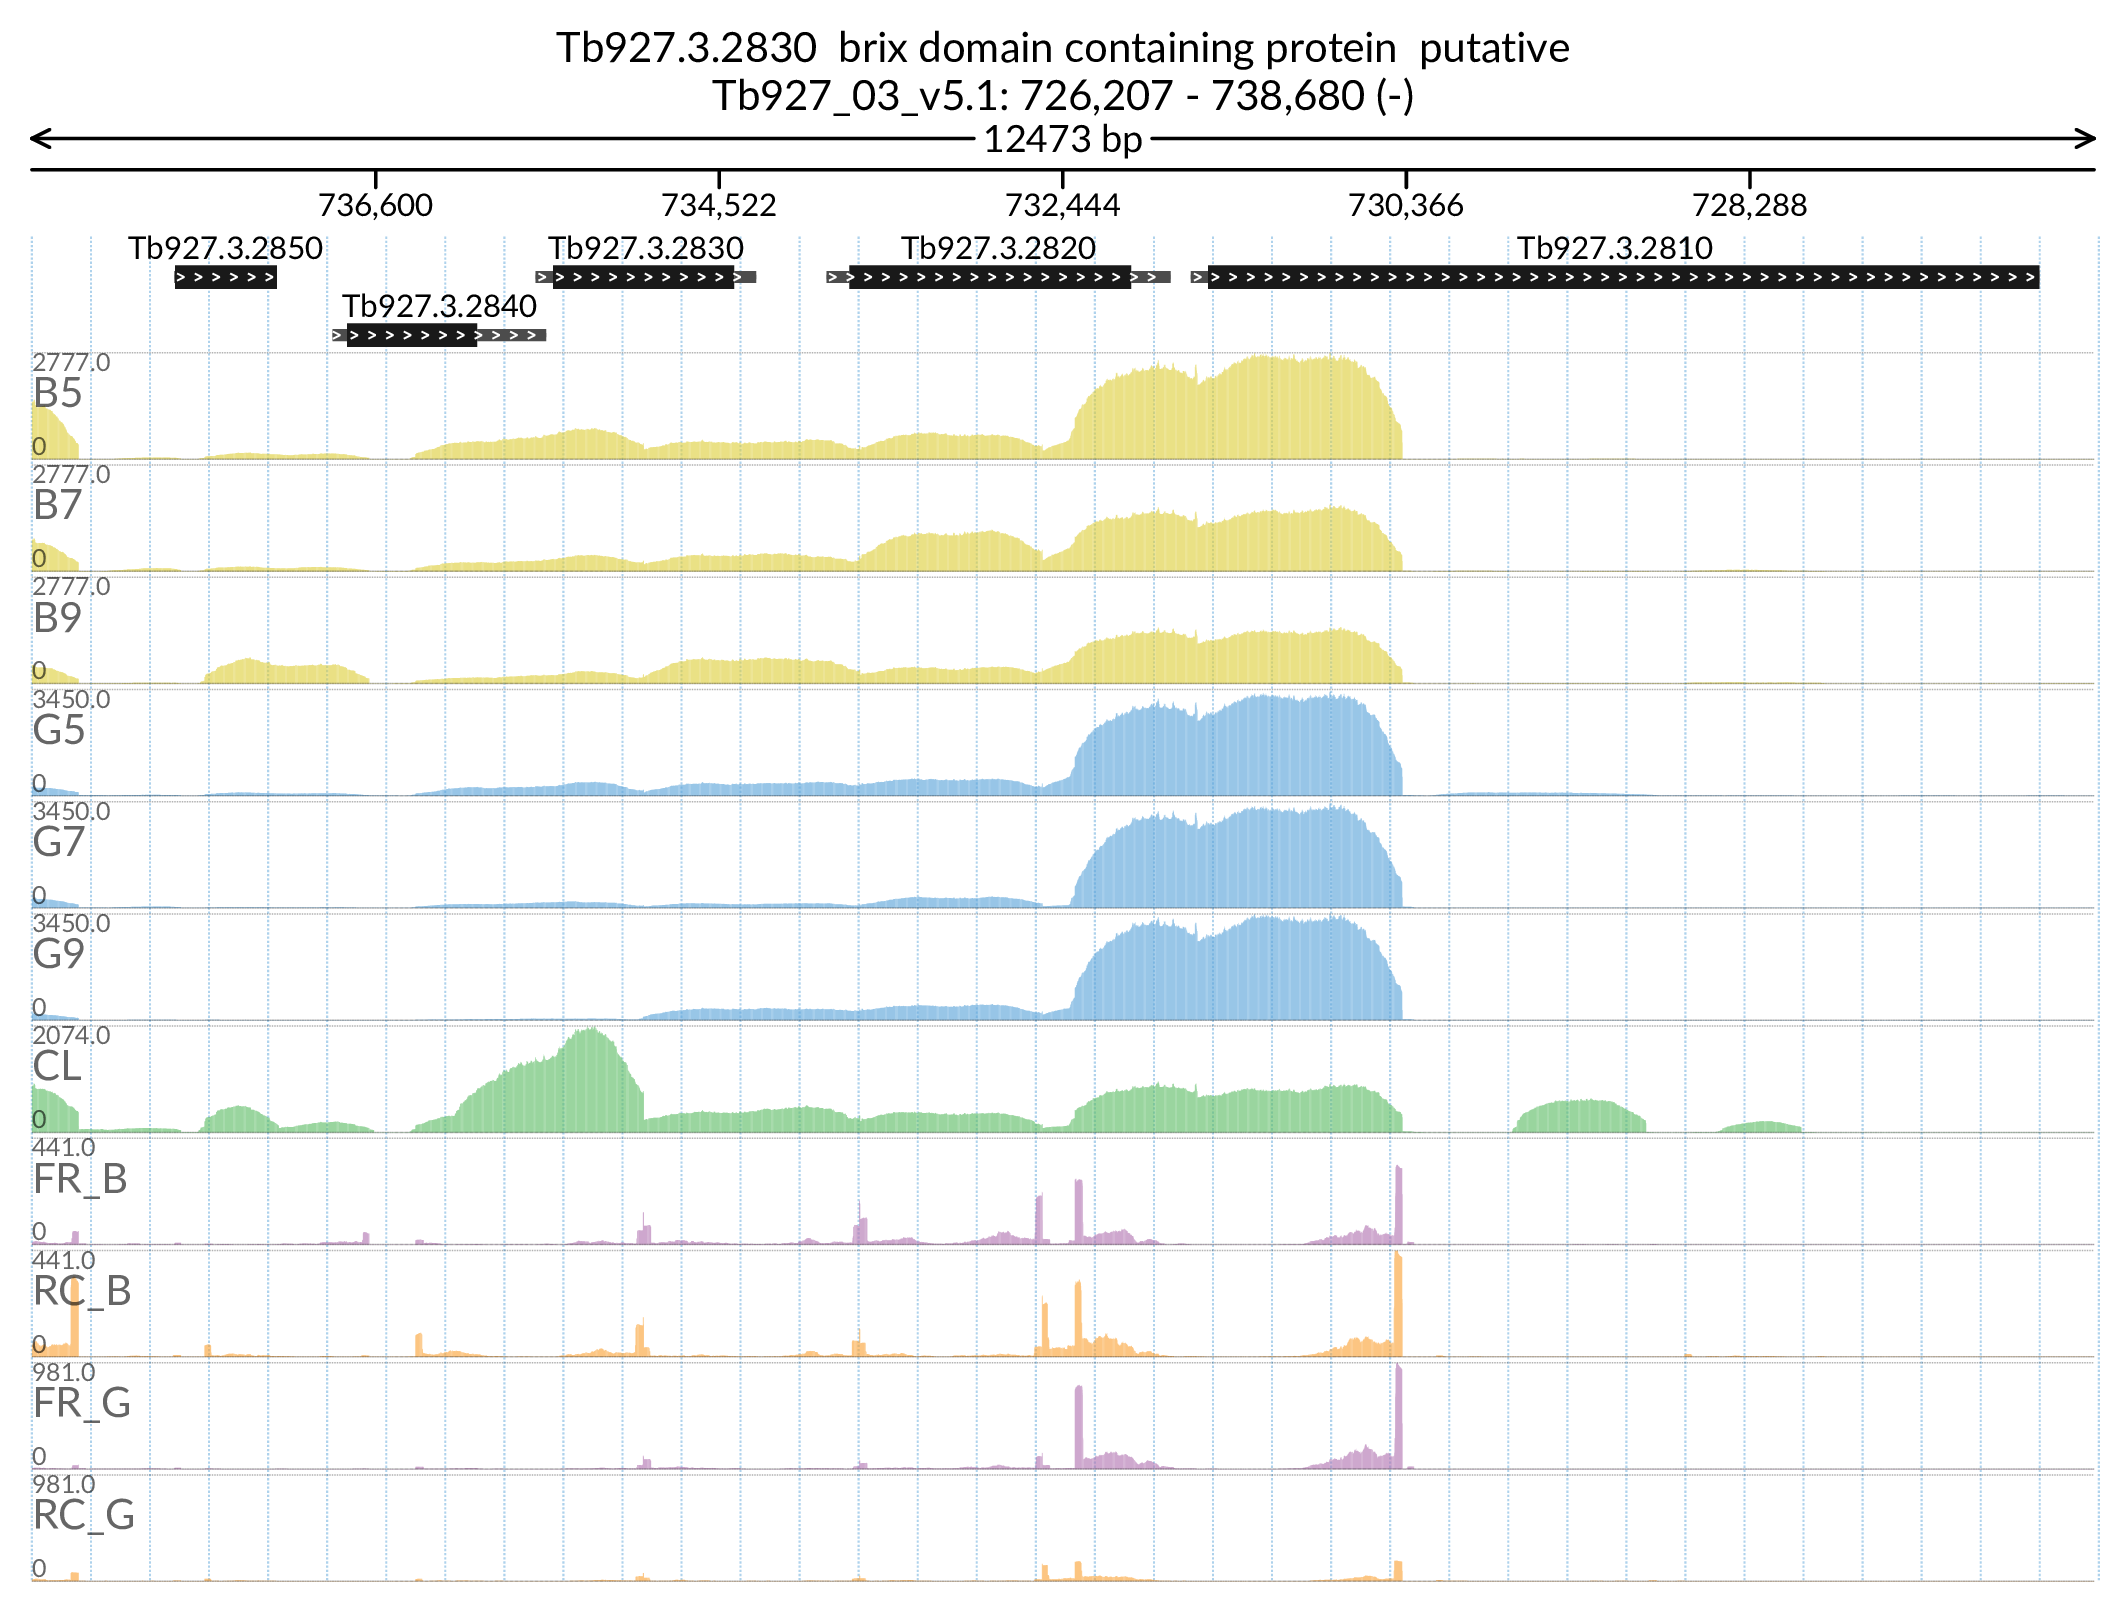 Tb927.3.2830  brix domain containing protein  putative
Tb927_03_v5.1: 726,207 - 738,680 (-)
12473 bp
736,600 734,522 732,444 730,366 728,288
Tb927.3.2850 Tb927.3.2830 Tb927.3.2820 Tb927.3.2810
Tb927.3.2840
2777.0
B5
0
2777.0
B7
0
2777.0
B9
0
3450.0
G5
0
3450.0
G7
0
3450.0
G9
0
2074.0
CL
0
441.0
FR_B
0
441.0
RC_B
0
981.0
FR_G
0
981.0
RC_G
0